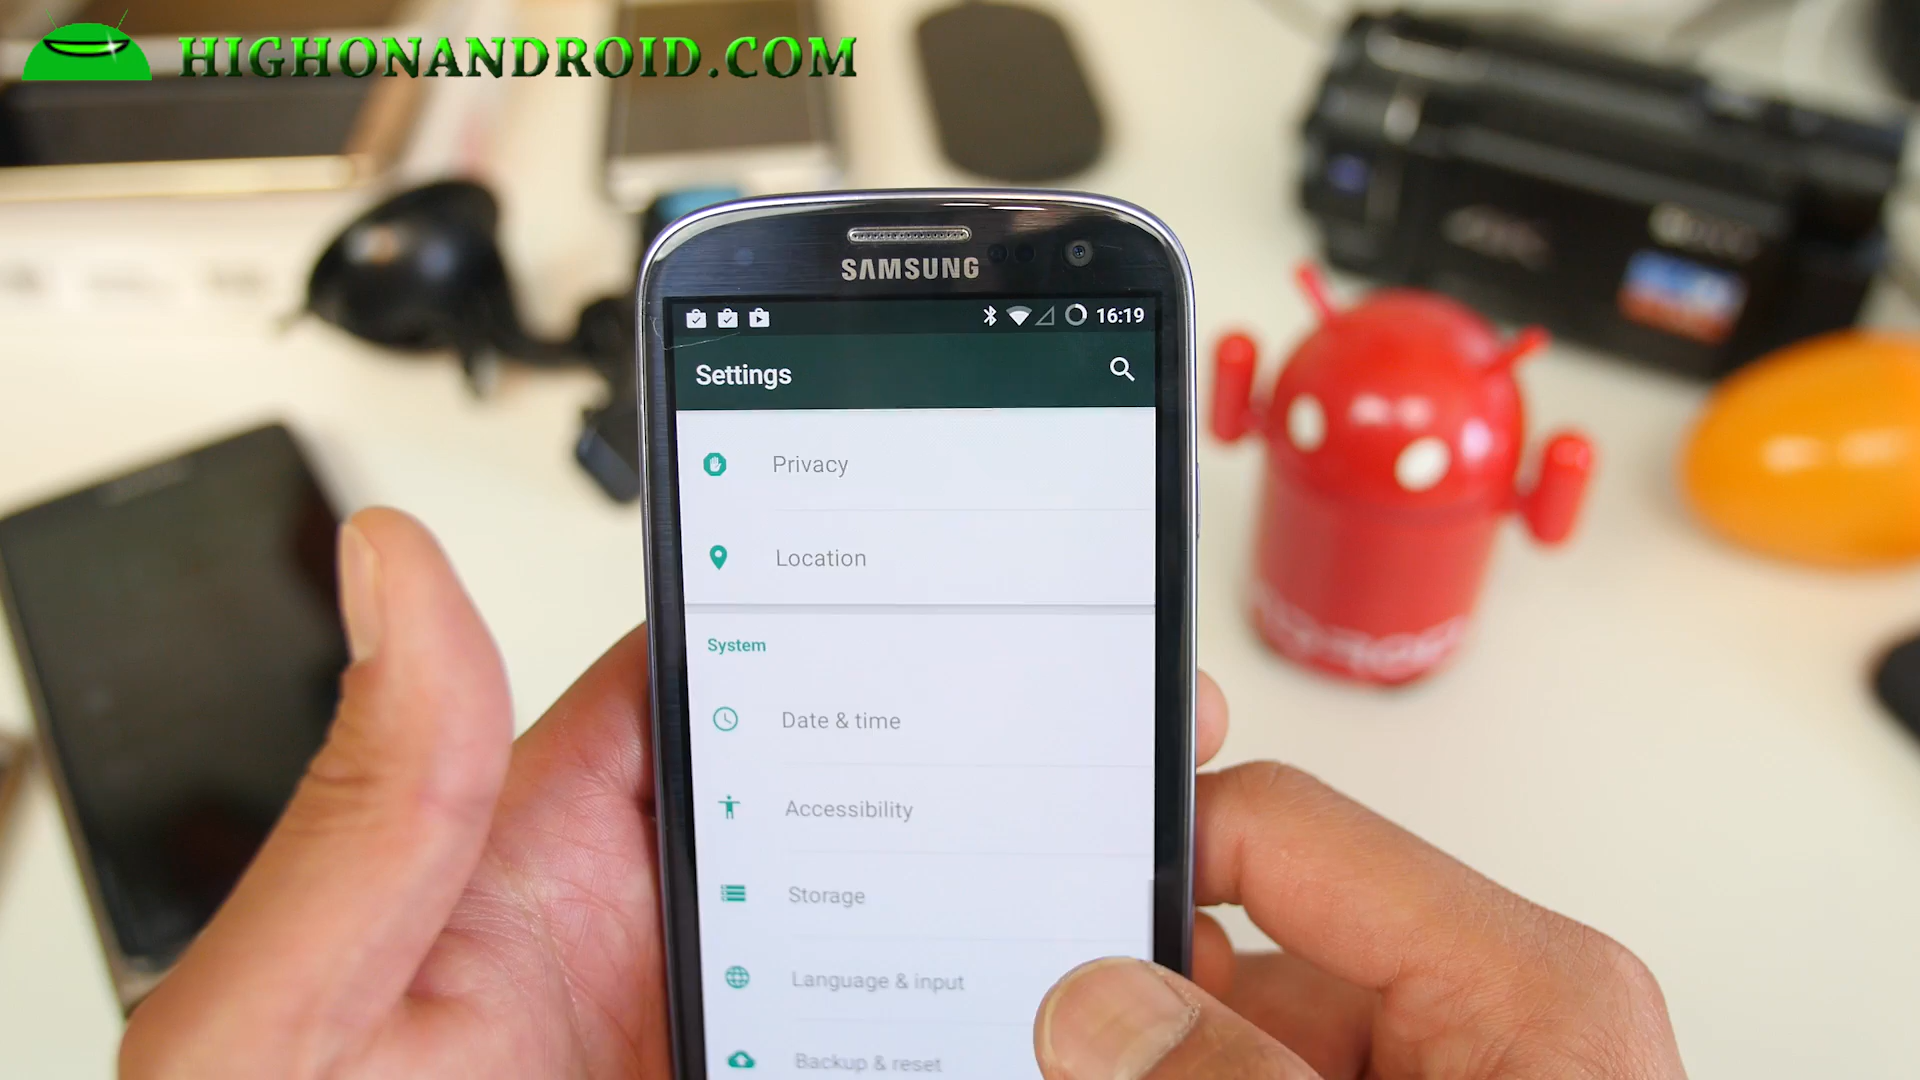 HIGHONANDROID.COM
SAMSUNG
16:19
Settings
Privacy
Location
System
Date & time
Accessibility
Storage
Language & input
Backup & reset